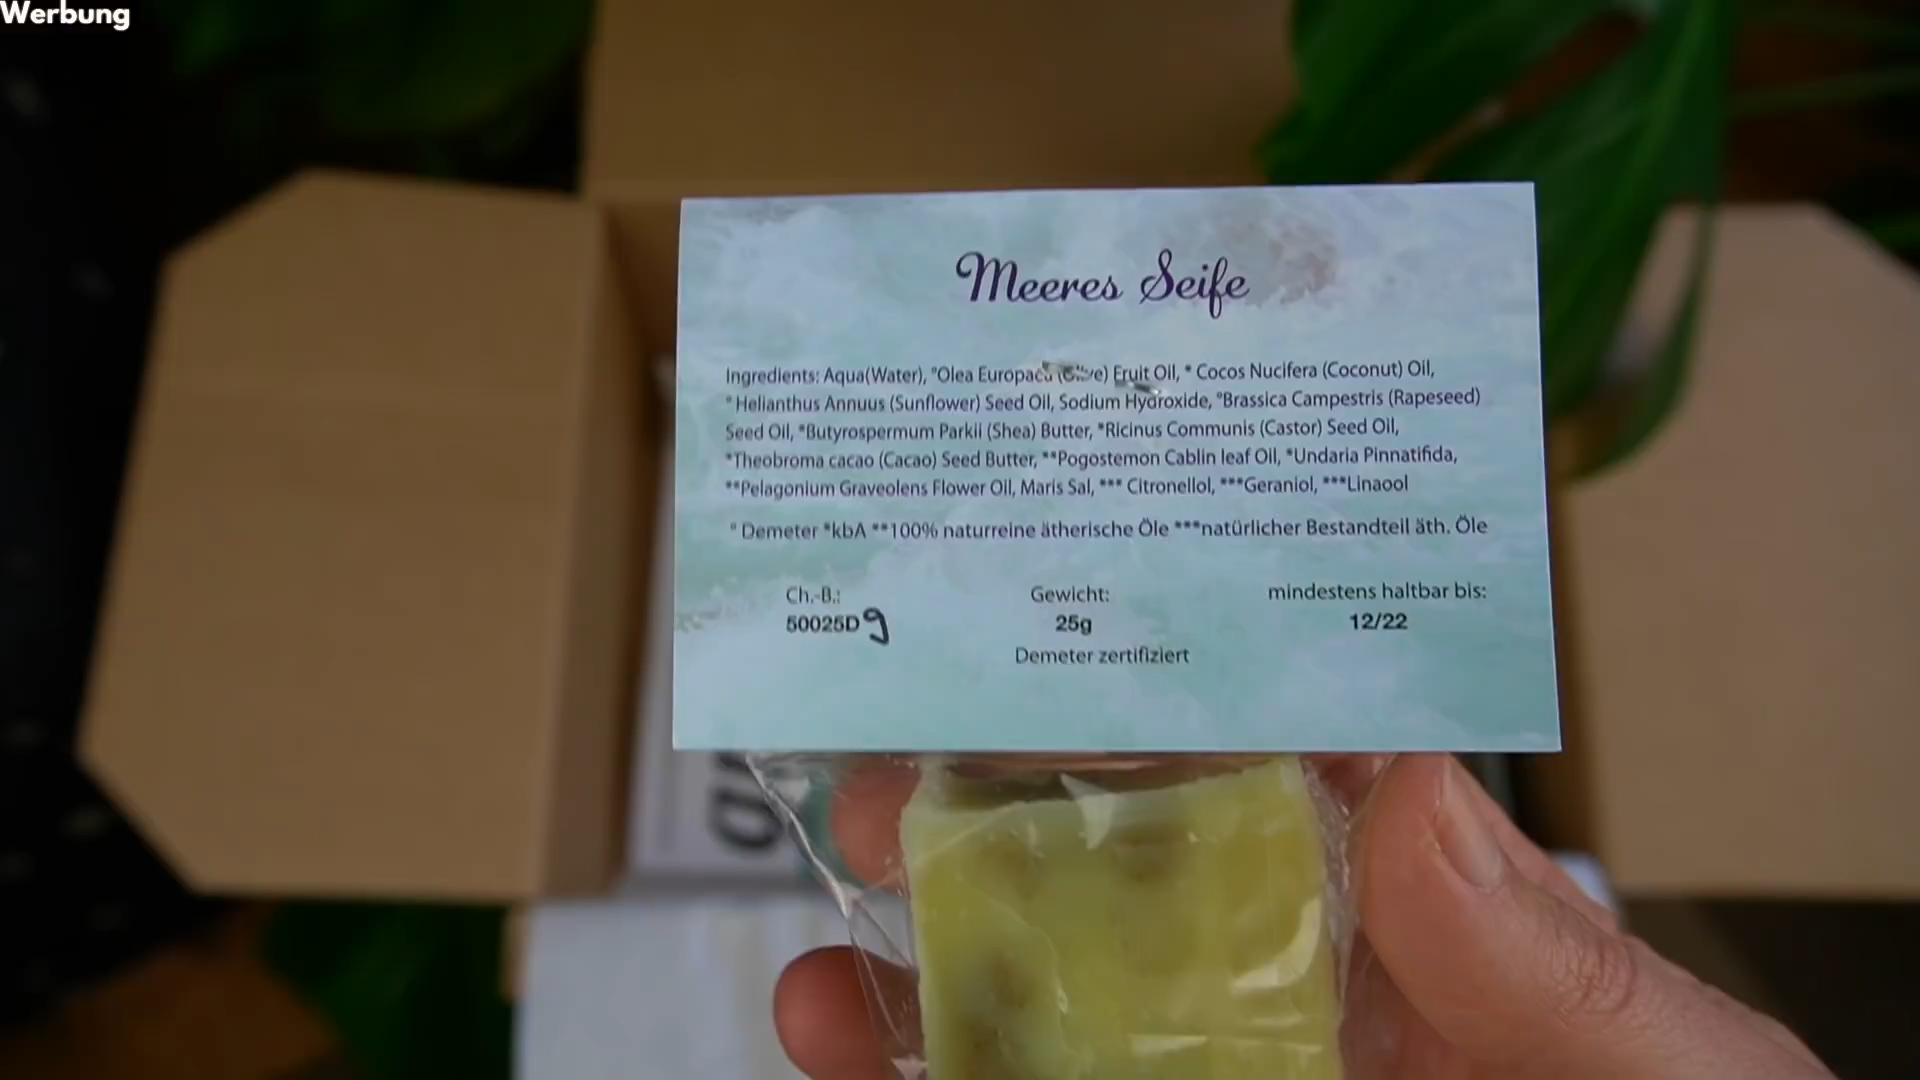 Werbung
Meeres Seife
Ingredients: Aqua(Water), °Olea Europaea (Olive) Fruit Oil, * Cocos Nucifera (Coconut) Oil,
° Helianthus Annuus (Sunflower) Seed Oil, Sodium Hydroxide, °Brassica Campestris (Rapeseed)
Seed Oil, *Butyrospermum Parkii (Shea) Butter, *Ricinus Communis (Castor) Seed Oil,
*Theobroma cacao (Cacao) Seed Butter, **Pogostemon Cablin leaf Oil, *Undaria Pinnatifida,
**Pelagonium Graveolens Flower Oil, Maris Sal, *** Citronellol, ***Geraniol, ***Linaool
° Demeter *kbA **100% naturreine ätherische Öle ***natürlicher Bestandteil äth. Öle
Ch.-B.: Gewicht: mindestens haltbar bis:
50025D9 25g 12/22
Demeter zertifiziert